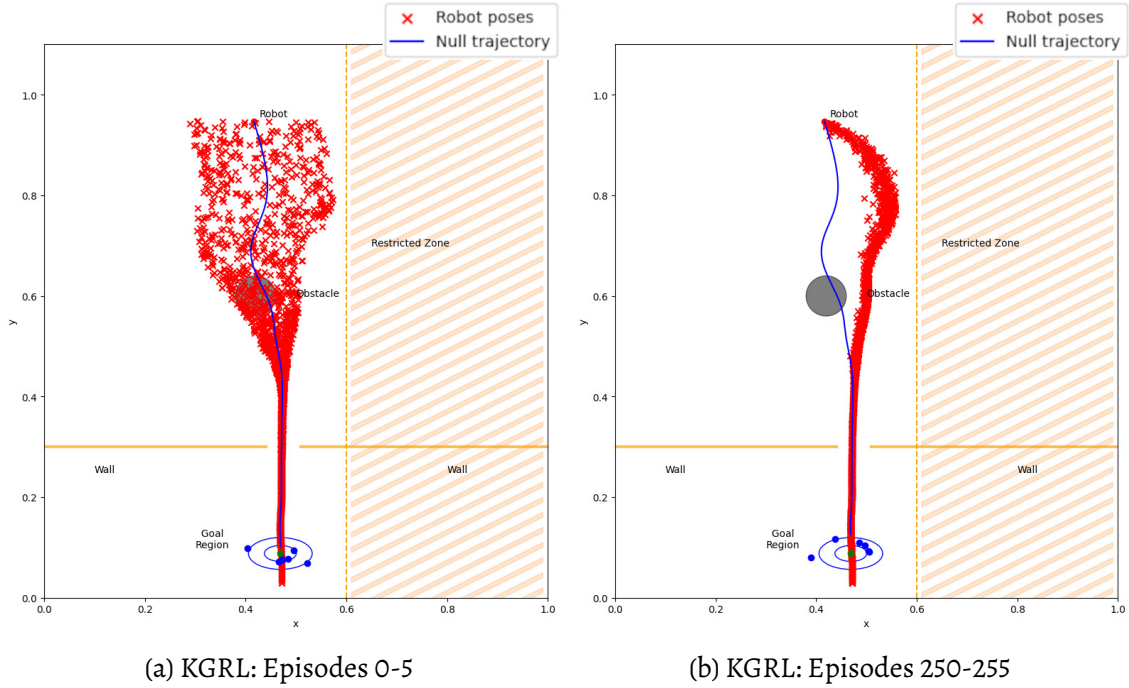 Robot poses
Null trajectory
1.0
0.8
0.6
0.4
0.2
0.0
y
0.0
0.2
0.4
0.6
0.8
1.0
x
Robot
Restricted Zone
Obstacle
Wall
Wall
Goal
Region
(a) KGRL: Episodes 0-5
Robot poses
Null trajectory
1.0
0.8
0.6
0.4
0.2
0.0
y
0.0
0.2
0.4
0.6
0.8
1.0
x
Robot
Restricted Zone
Obstacle
Wall
Wall
Goal
Region
(b) KGRL: Episodes 250-255